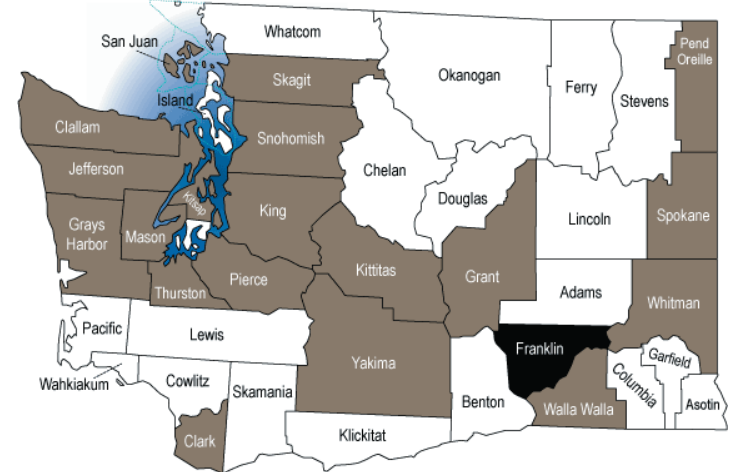 Whatcom
San Juan
Pend
Oreille
Skagit
Okanogan
Ferry
Stevens
Island
Clallam
Snohomish
Chelan
Jefferson
Douglas
Kitsap
King
Lincoln
Spokane
Grays
Harbor
Mason
Kittitas
Grant
Pierce
Thurston
Adams
Whitman
Pacific
Lewis
Franklin
Garfield
Yakima
Wahkiakum
Cowlitz
Skamania
Columbia
Benton
Walla Walla
Asotin
Clark
Klickitat